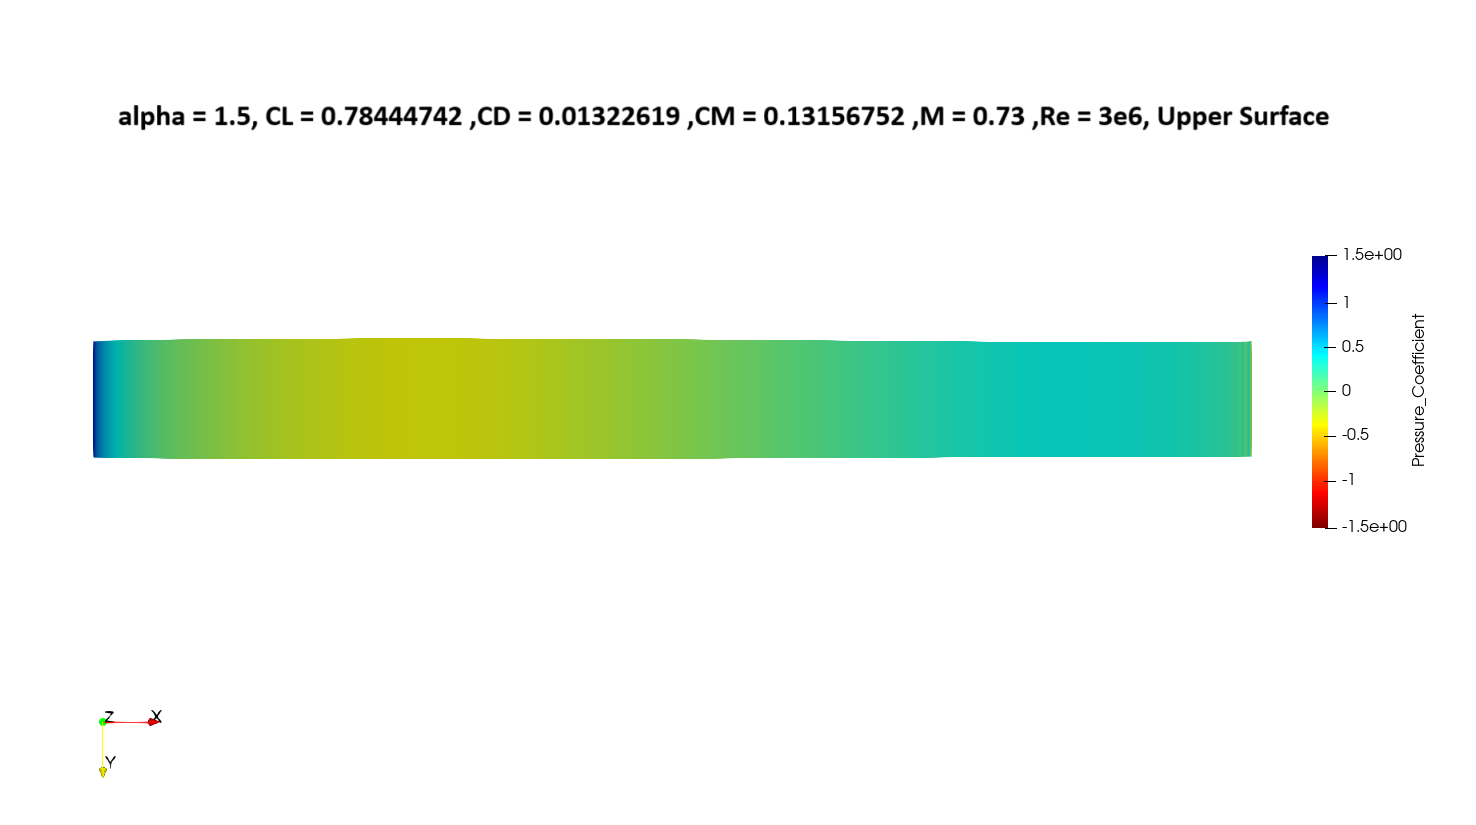 alpha = 1.5, CL = 0.78444742 ,CD = 0.01322619 ,CM = 0.13156752 ,M = 0.73 ,Re = 3e6, Upper Surface
1.5e+00
1
0.5
0
-0.5
-1
-1.5e+00
Pressure_Coefficient
Z
X
Y